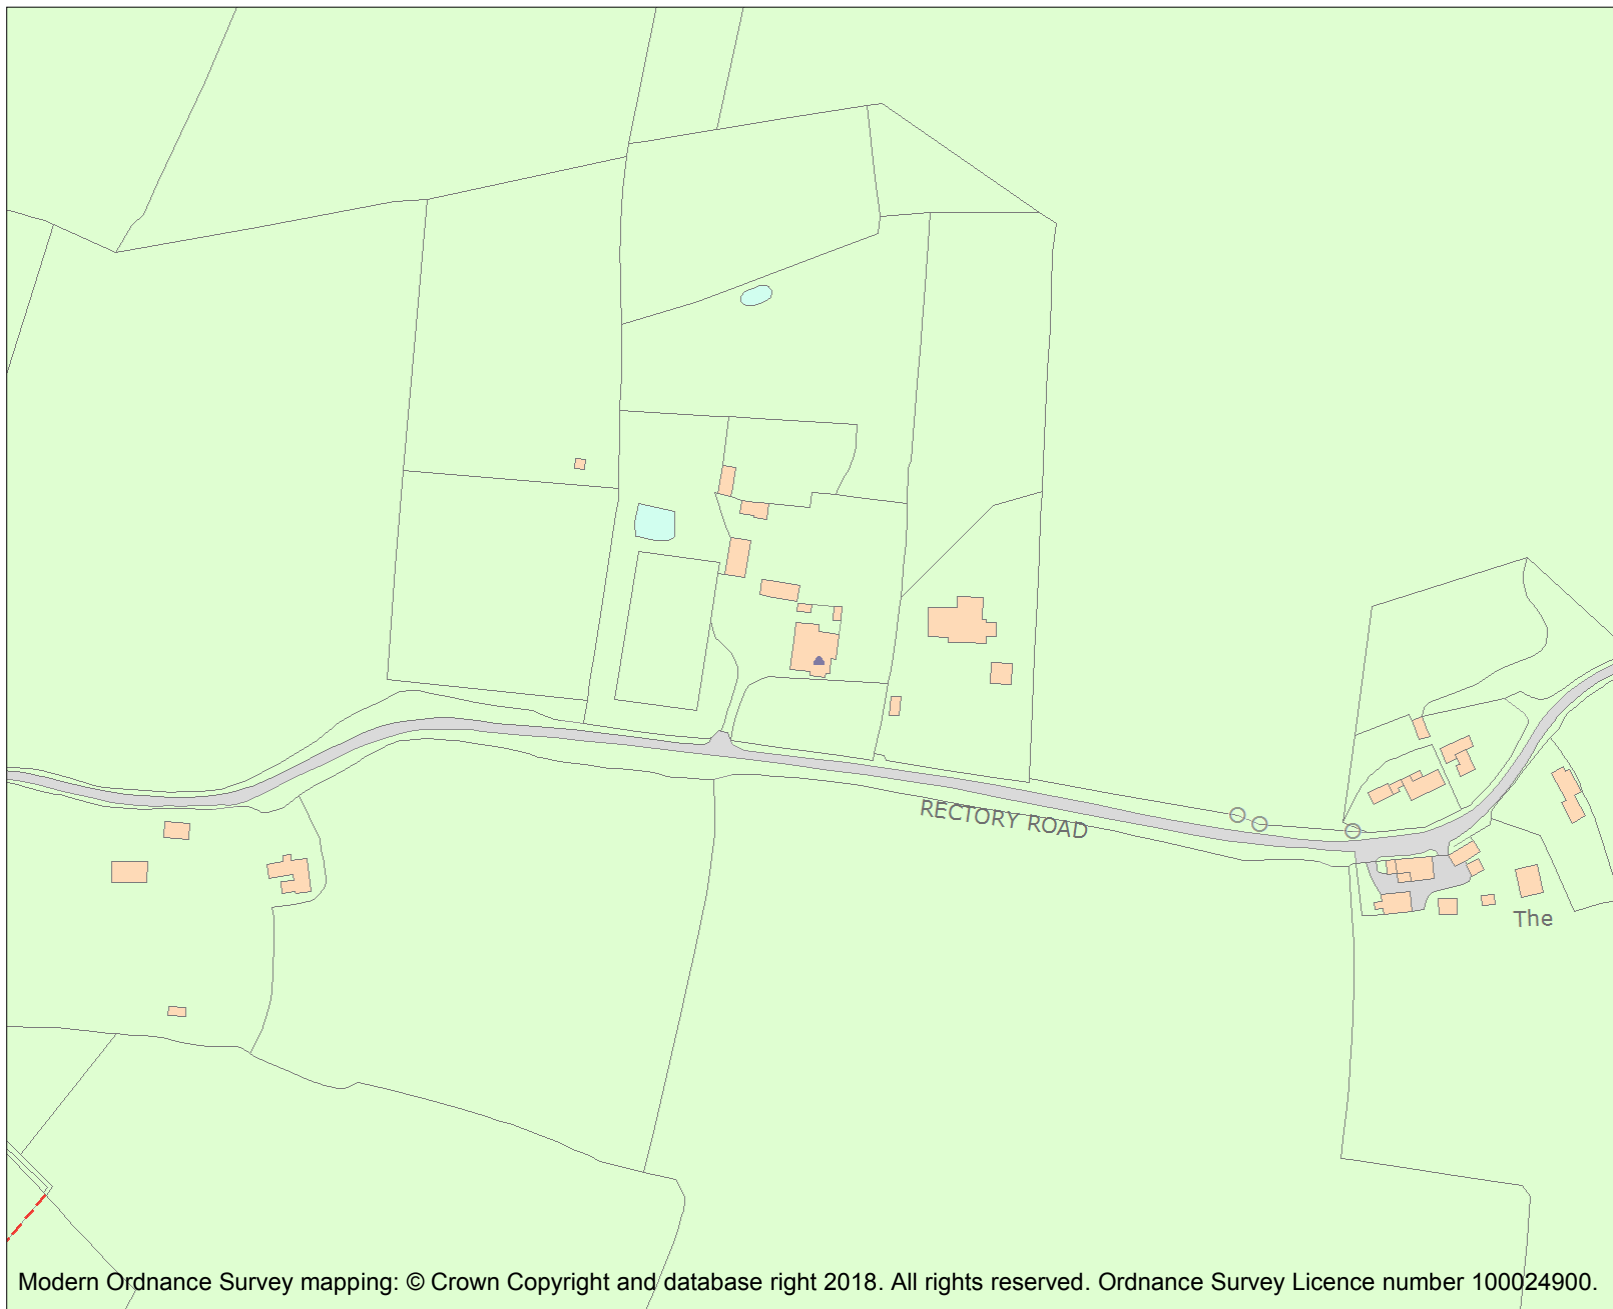 RECTORY ROAD
The
Modern Ordnance Survey mapping: © Crown Copyright and database right 2018. All rights reserved. Ordnance Survey Licence number 100024900.